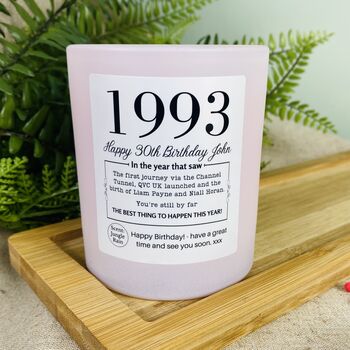 1993
Happy 30th Birthday John
In the year that saw
The first journey via the Channel
Tunnel, QVC UK launched and the
birth of Liam Payne and Niall Horan.
You're still by far
THE BEST THING TO HAPPEN THIS YEAR!
Scent:
Jungle
Rain
Happy Birthday! - have a great
time and see you soon. xxx